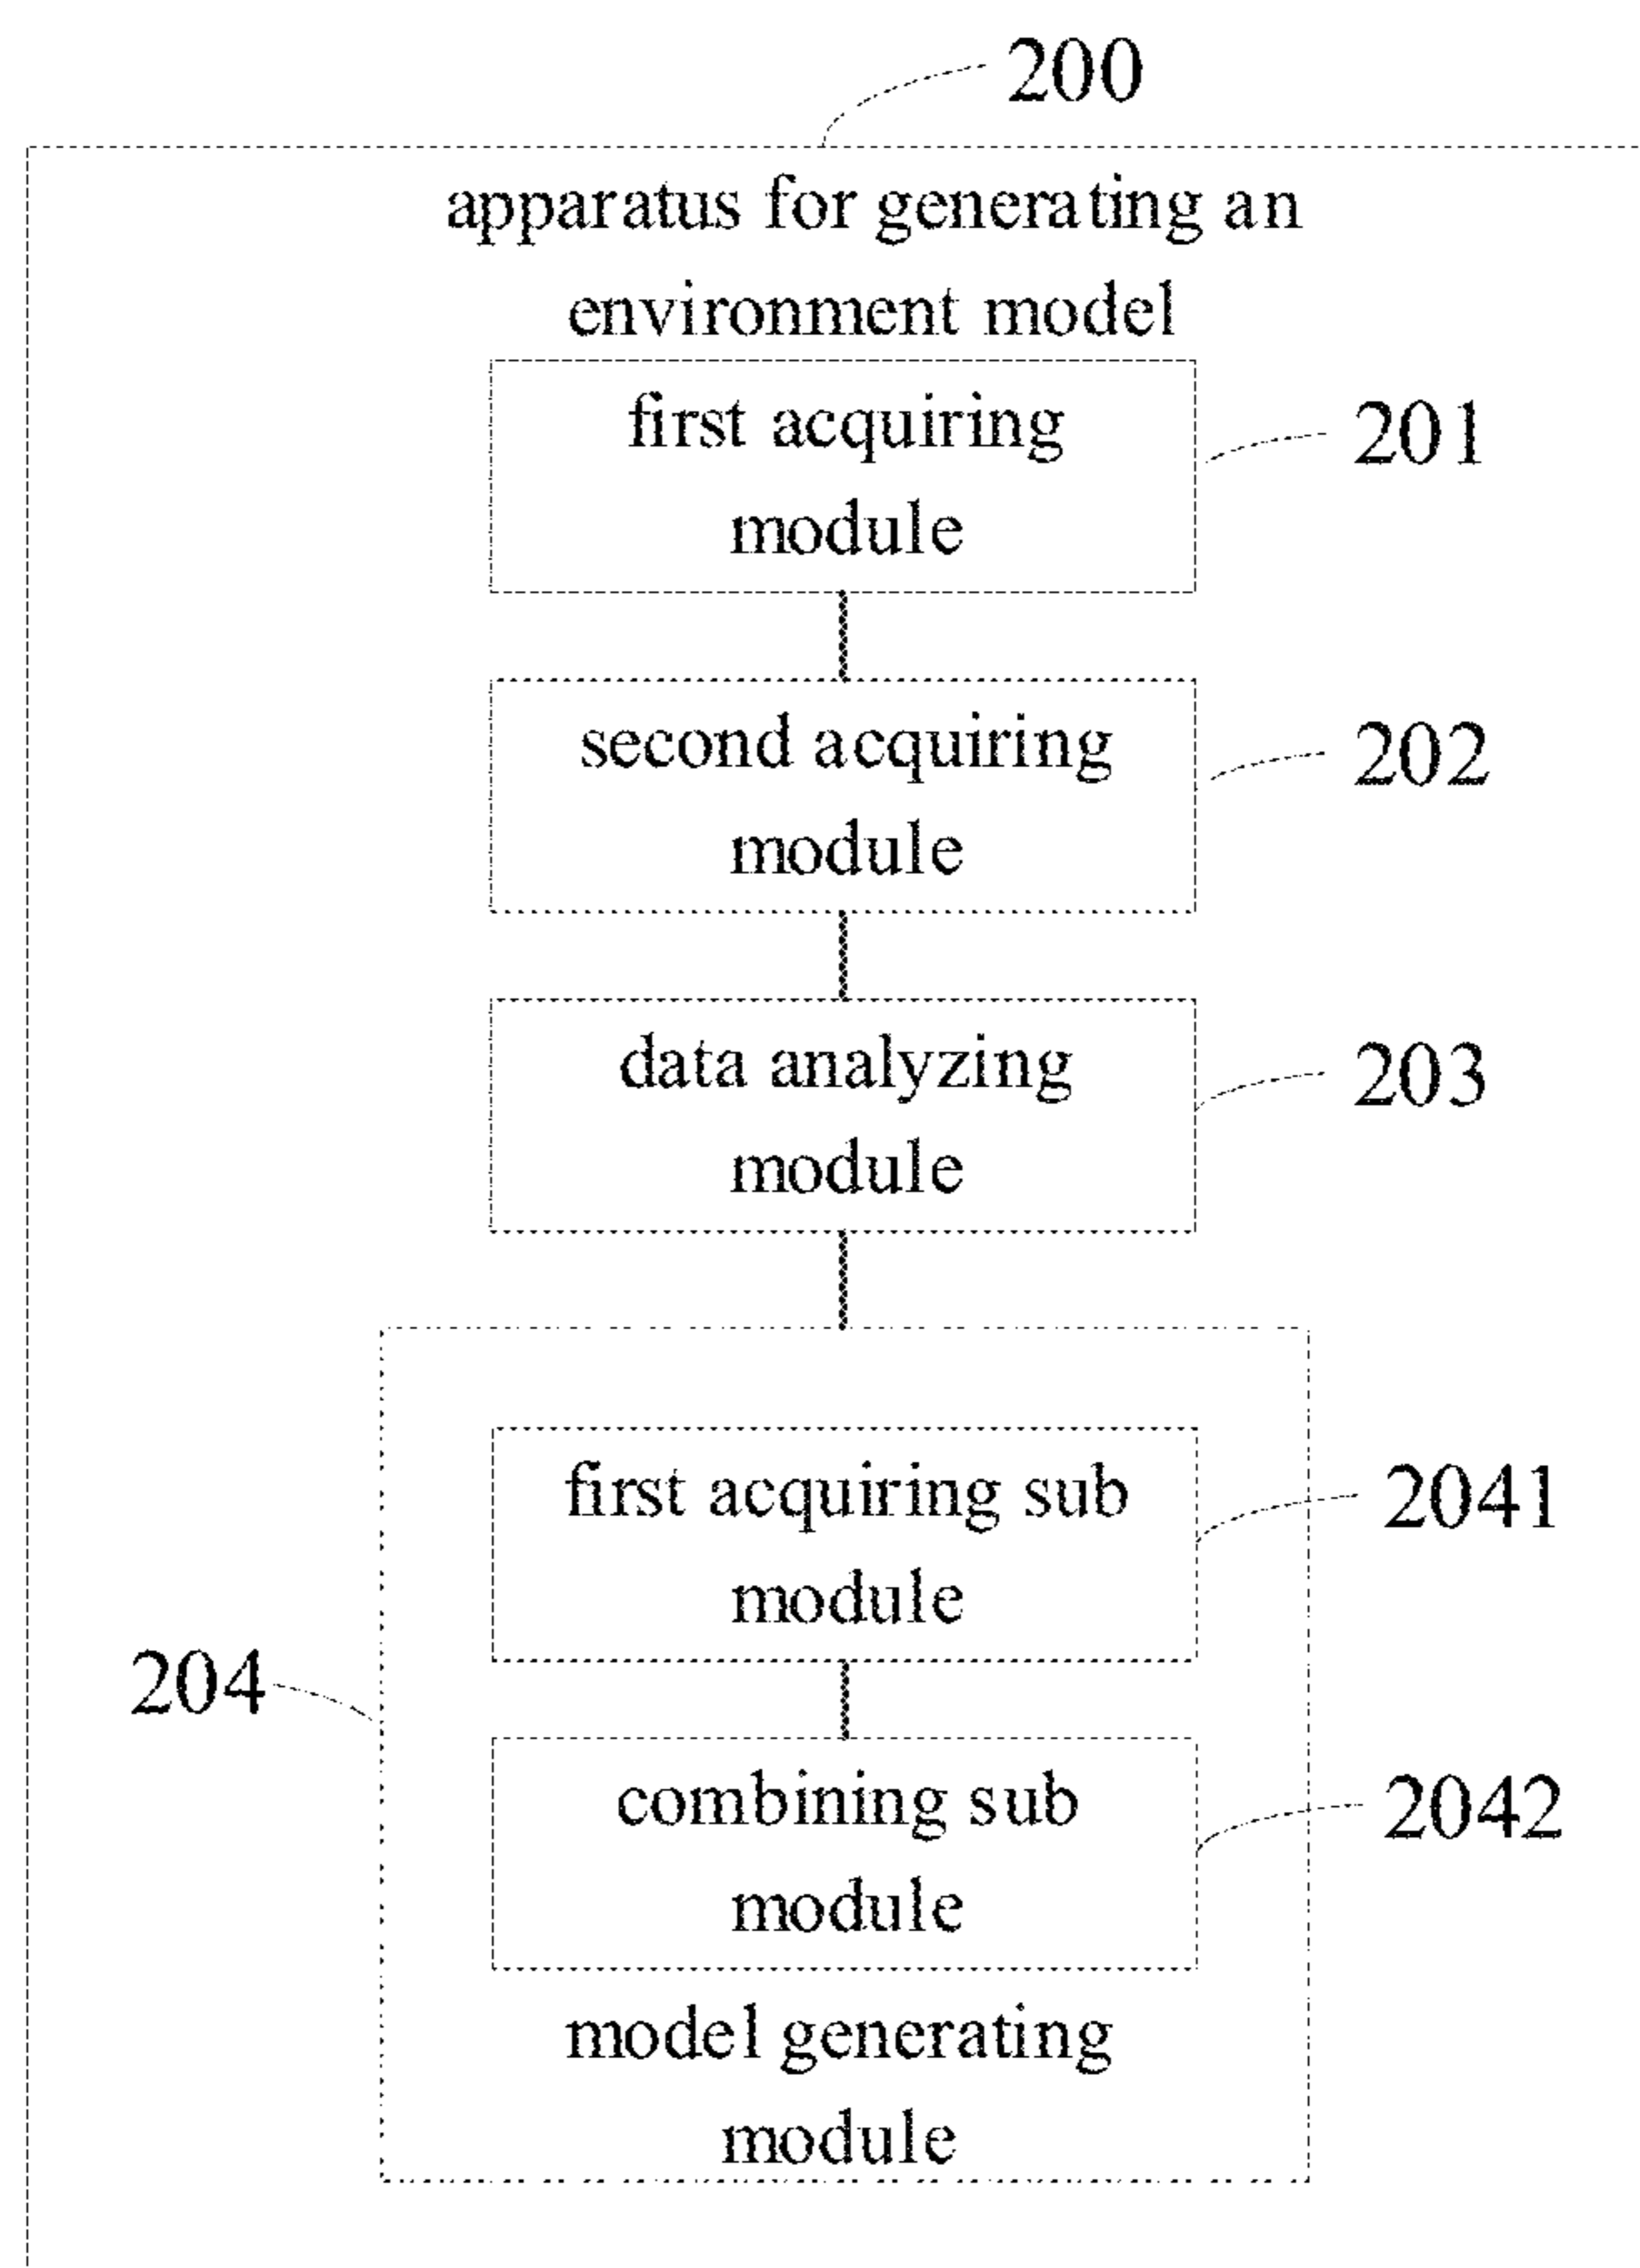 200
apparatus for generating an
environment model
first acquiring
module
201
second acquiring
module
202
data analyzing
module
203
first acquiring sub
module
2041
204
combining sub
module
2042
model generating
module